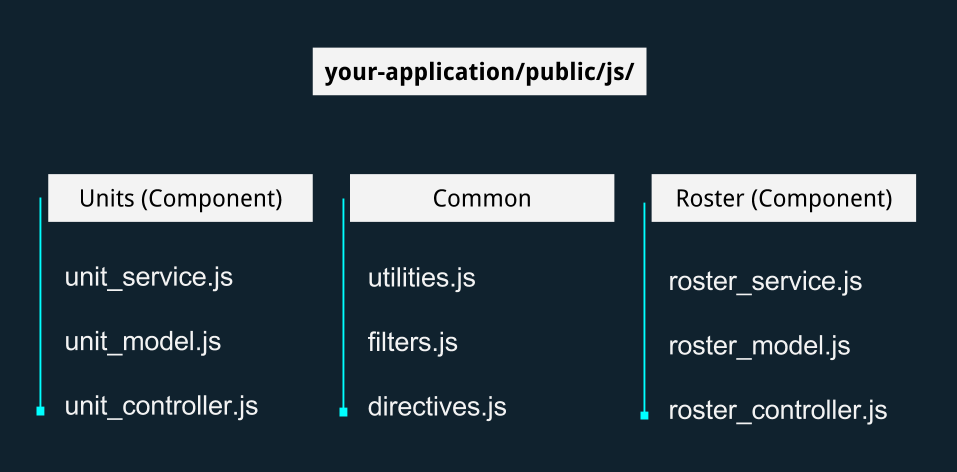 your-application/public/js/
Units (Component)
unit_service.js
unit_model.js
unit_controller.js
Common
utilities.js
filters.js
directives.js
Roster (Component)
roster_service.js
roster_model.js
roster_controller.js